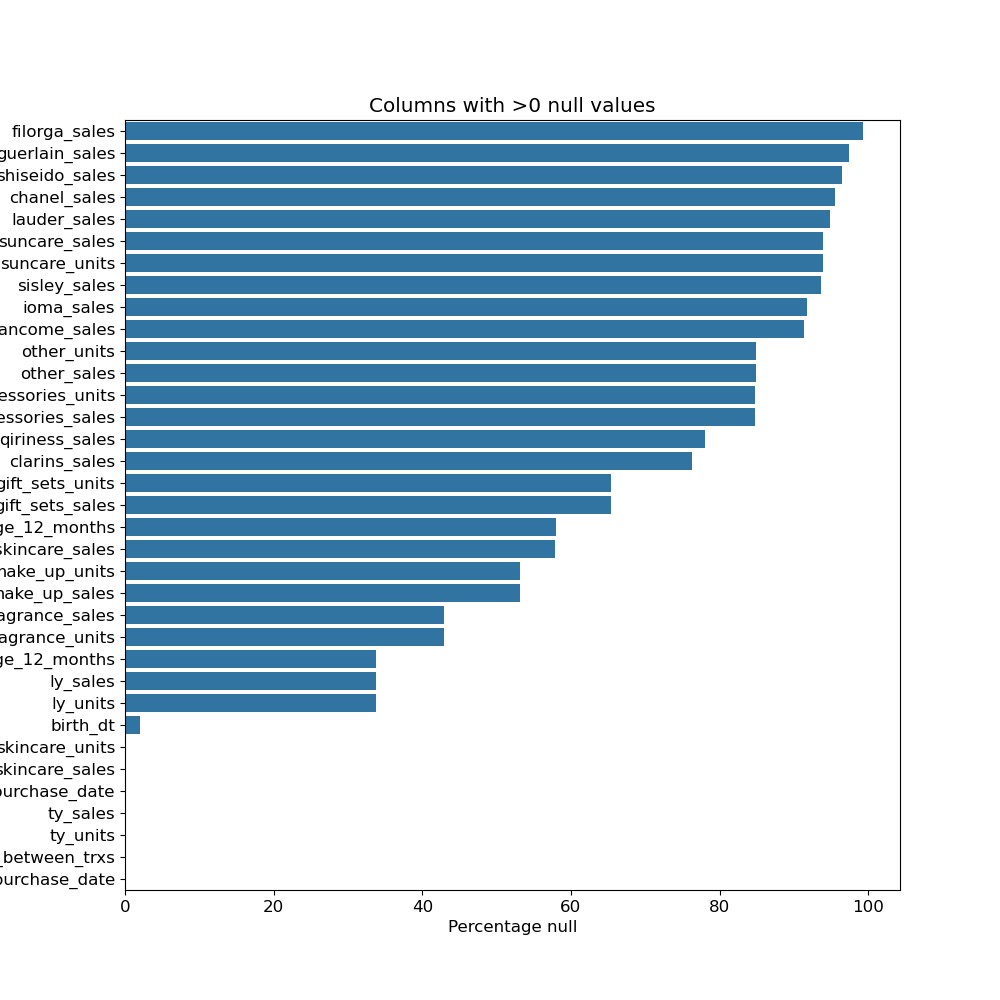 Columns with >0 null values
filorga_sales
guerlain_sales
shiseido_sales
chanel_sales
lauder_sales
suncare_sales
suncare_units
sisley_sales
ioma_sales
ancome_sales
other_units
other_sales
essories_units
essories_sales
qiriness_sales
clarins_sales
gift_sets_units
gift_sets_sales
ge_12_months
skincare_sales
make_up_units
make_up_sales
agrance_sales
agrance_units
ge_12_months
ly_sales
ly_units
birth_dt
skincare_units
skincare_sales
purchase_date
ty_sales
ty_units
_between_trxs
purchase_date
0 20 40 60 80 100
Percentage null